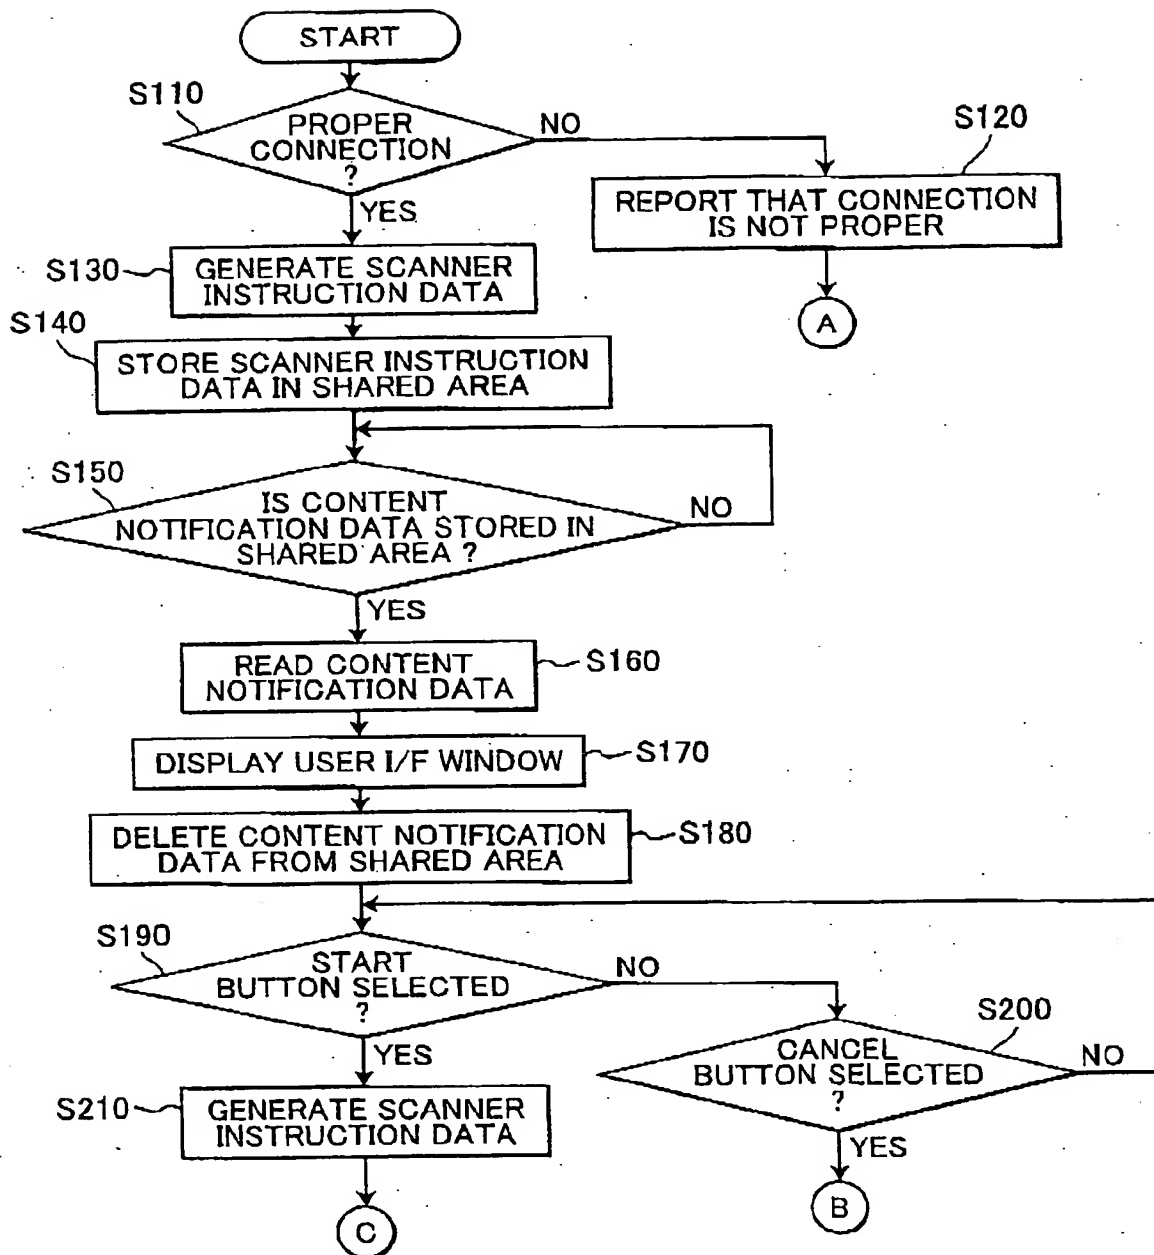 START
S110
PROPER
CONNECTION
?
NO
YES
S120
REPORT THAT CONNECTION
IS NOT PROPER
A
S130
GENERATE SCANNER
INSTRUCTION DATA
S140
STORE SCANNER INSTRUCTION
DATA IN SHARED AREA
S150
IS CONTENT
NOTIFICATION DATA STORED IN
SHARED AREA ?
NO
YES
READ CONTENT
NOTIFICATION DATA
S160
DISPLAY USER I/F WINDOW
S170
DELETE CONTENT NOTIFICATION
DATA FROM SHARED AREA
S180
S190
START
BUTTON SELECTED
?
NO
YES
S200
CANCEL
BUTTON SELECTED
?
NO
YES
B
S210
GENERATE SCANNER
INSTRUCTION DATA
C